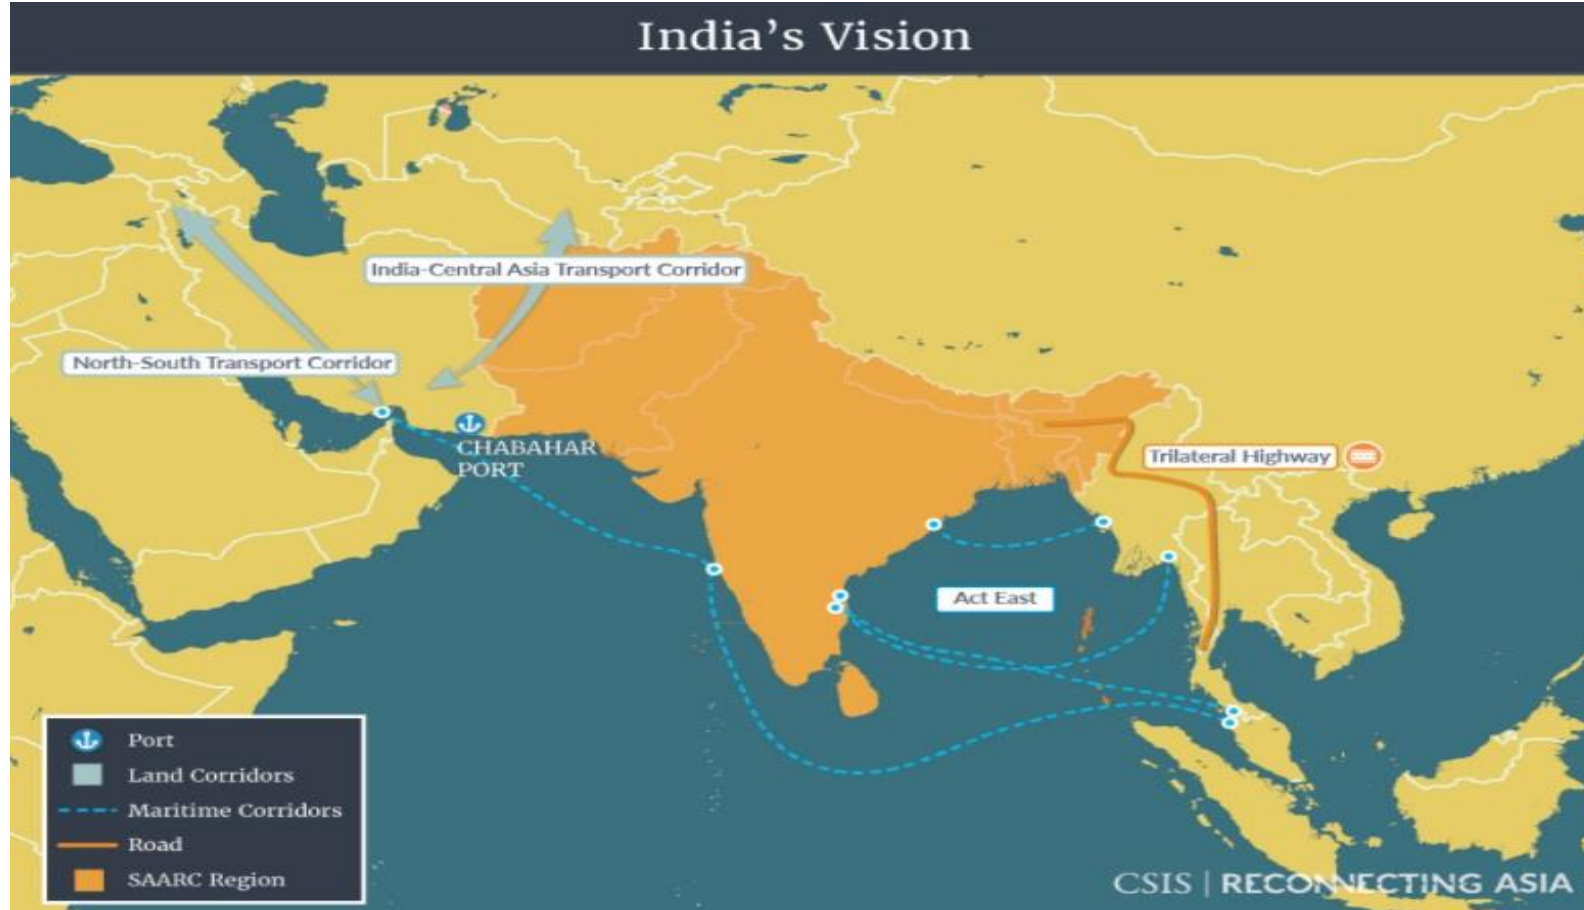 India's Vision
India-Central Asia Transport Corridor
North-South Transport Corridor
CHABAHAR
PORT
Trilateral Highway
Act East
Port
Land Corridors
Maritime Corridors
Road
SAARC Region
CSIS | RECONNECTING ASIA